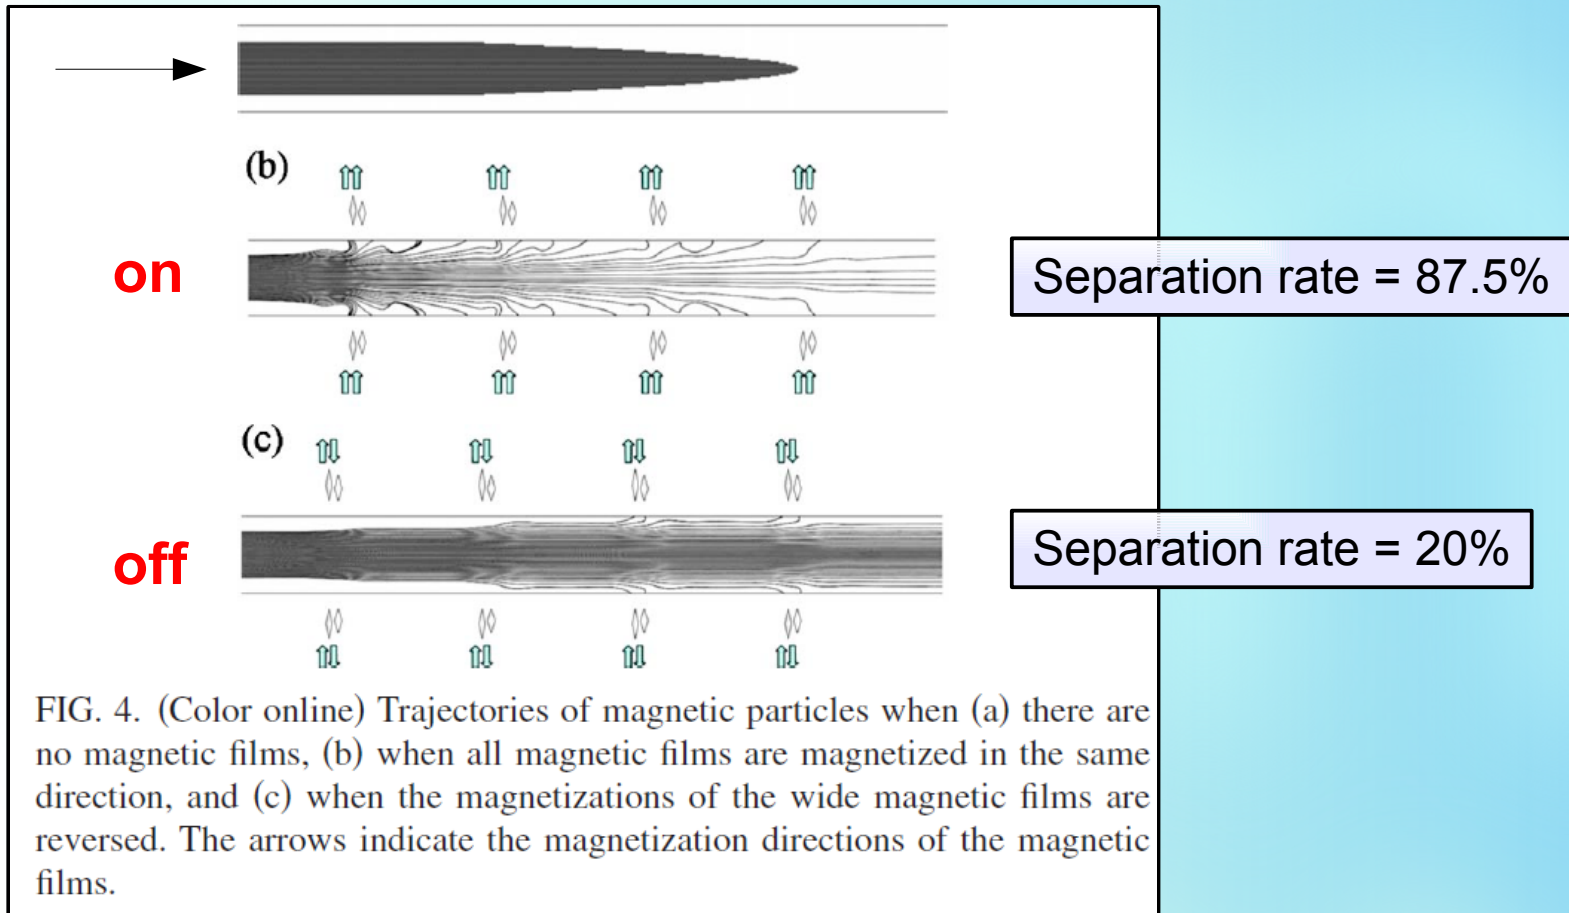 (b)
on
Separation rate = 87.5%
(c)
off
Separation rate = 20%
FIG. 4. (Color online) Trajectories of magnetic particles when (a) there are
no magnetic films, (b) when all magnetic films are magnetized in the same
direction, and (c) when the magnetizations of the wide magnetic films are
reversed. The arrows indicate the magnetization directions of the magnetic
films.